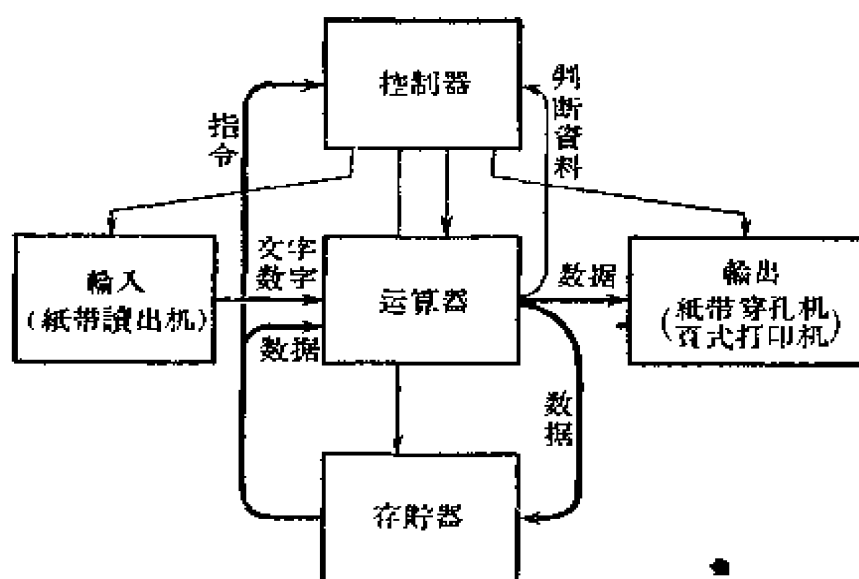 控制器
指令
判断資料
輸入
(紙帶讀出机)
文字
数字
运算器
数据
輸出
(紙帶穿孔机
頁式打印机)
数据
数据
存貯器